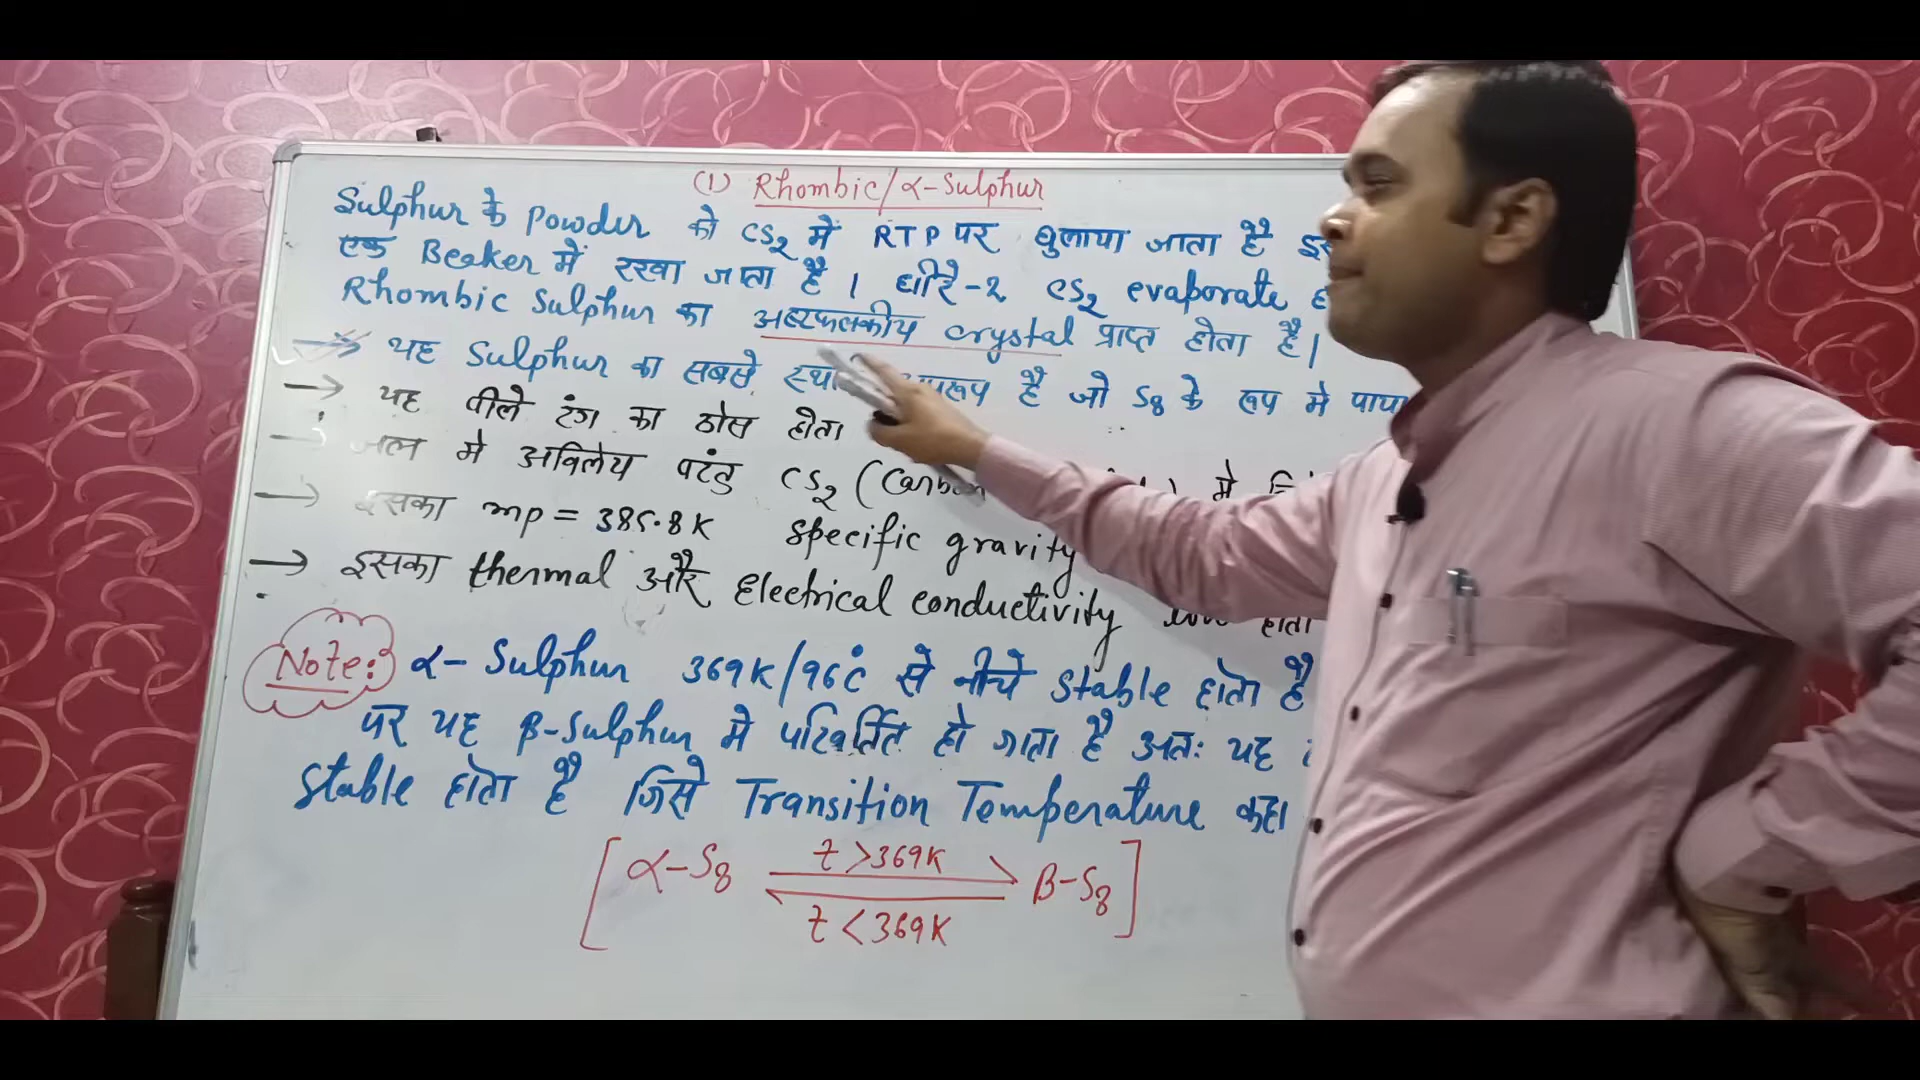 (1) Rhombic/α-Sulphur
Sulphur के Powder को CS₂ में RTP पर घुलाया जाता है
एक Beaker में रखा जाता है। धीरे-2 CS₂ evaporate
Rhombic Sulphur का अष्टफलकीय crystal प्राप्त होता है।
यह Sulphur का सबसे है जो S₈ के रूप मे
→ यह पीले रंग का ठोस होता
→ जल मे अविलेय परंतु CS₂ ( मे
→ इसका mp = 385.8K Specific gravity
→ इसका thermal और Electrical conductivity low होता
Note: α- Sulphur 369K/96°C से नीचे Stable होता है
पर यह β-Sulphur मे परिवर्तित हो जाता है अतः यह
Stable होता है जिसे Transition Temperature कहा
t >369K
[α-S₈ ⇌ β-S₈]
t <369K